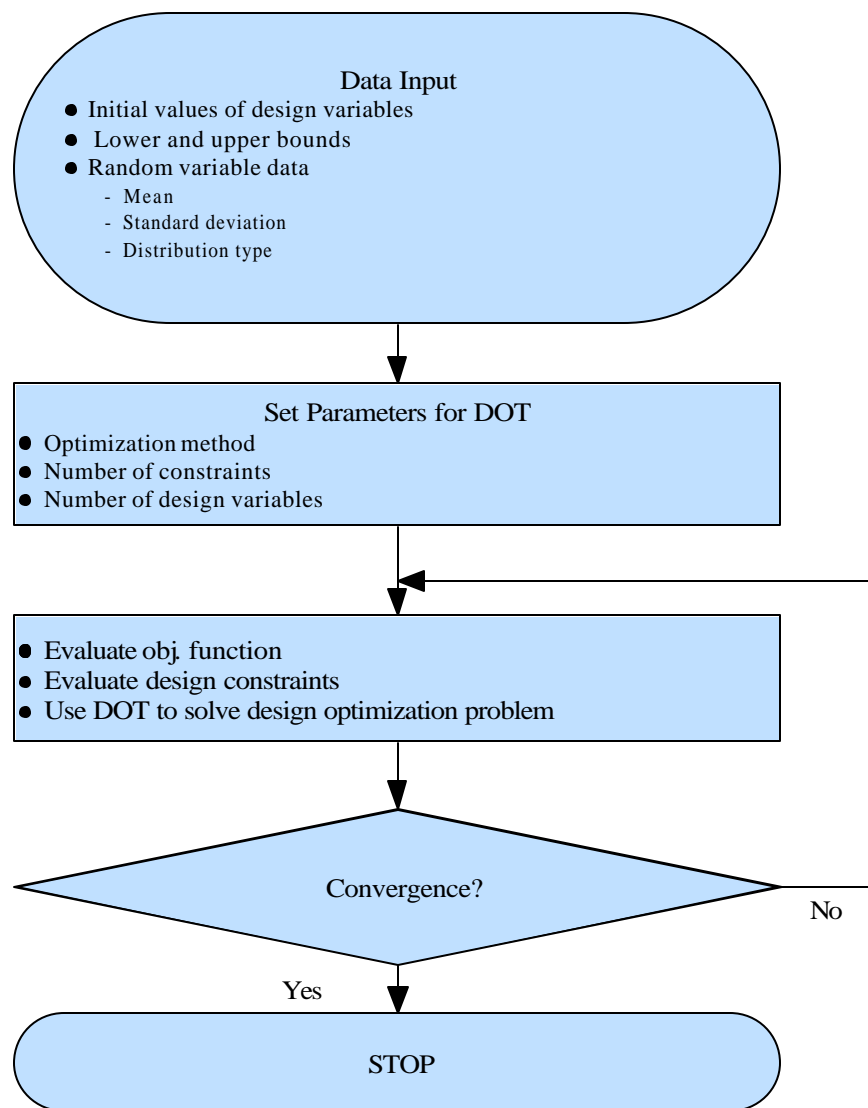 Data Input
● Initial values of design variables
● Lower and upper bounds
● Random variable data
- Mean
- Standard deviation
- Distribution type
Set Parameters for DOT
● Optimization method
● Number of constraints
● Number of design variables
● Evaluate obj. function
● Evaluate design constraints
● Use DOT to solve design optimization problem
Convergence?
No
Yes
STOP